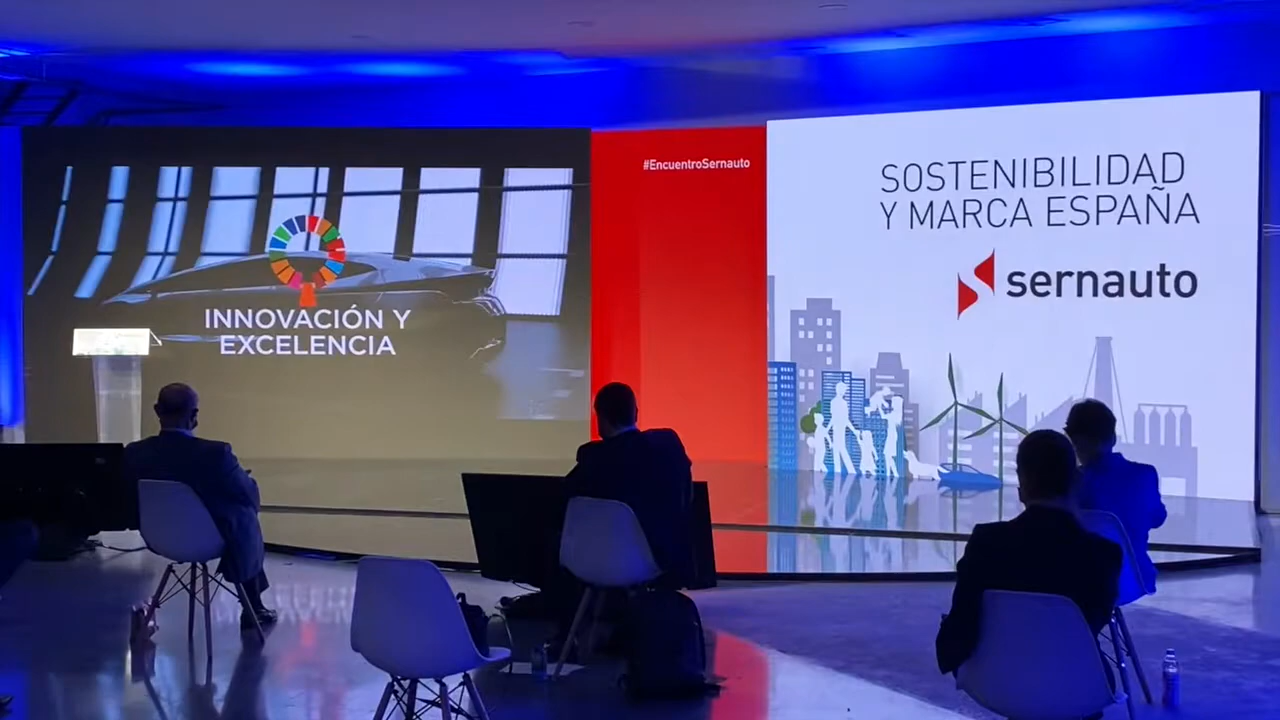 INNOVACIÓN Y
EXCELENCIA
#EncuentroSernauto
SOSTENIBILIDAD
Y MARCA ESPAÑA
sernauto